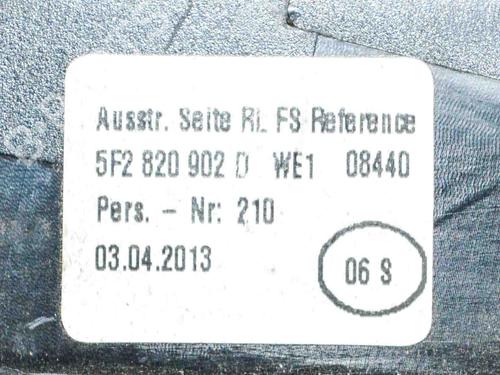 Ausstr. Seite RL FS Reference
5F2 820 902 D WE1 08440
Pers. - Nr: 210
03.04.2013
06 S